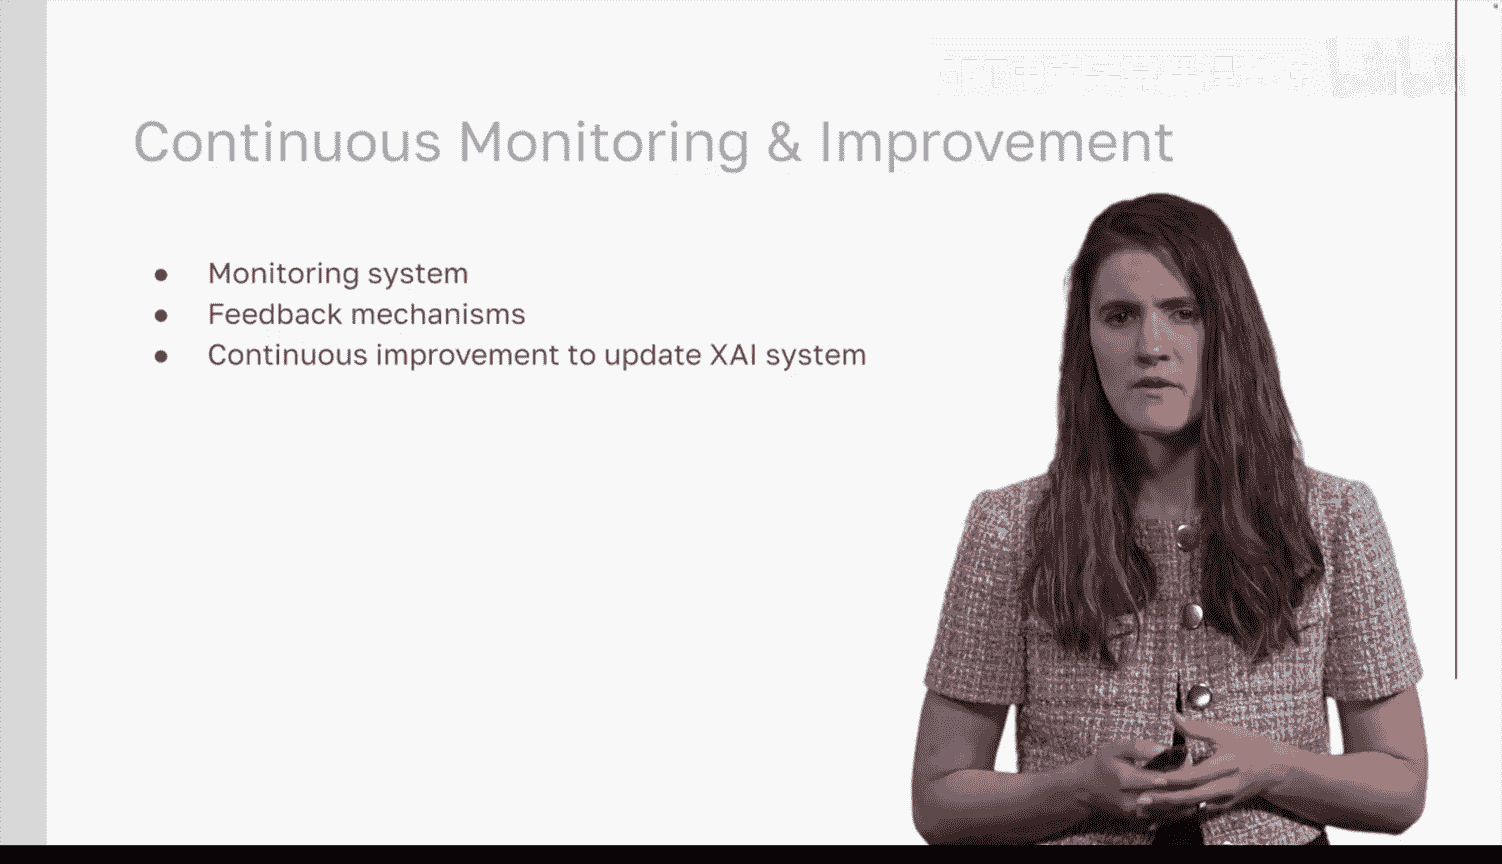 Continuous Monitoring & Improvement
● Monitoring system
● Feedback mechanisms
● Continuous improvement to update XAI system